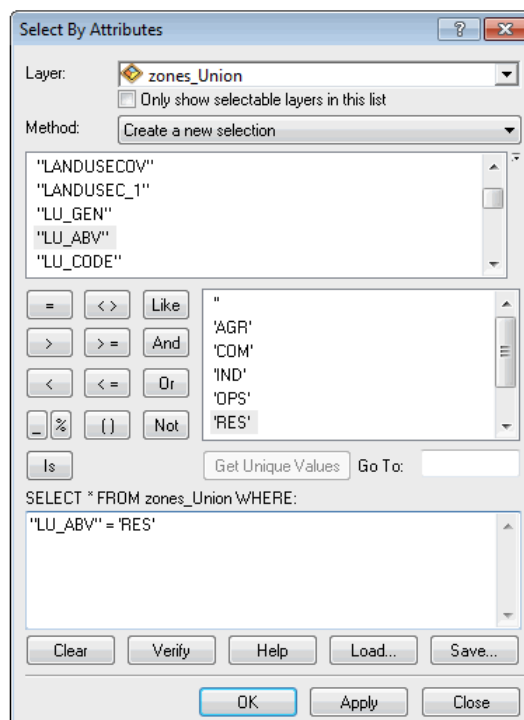 Select By Attributes
Layer: zones_Union
Only show selectable layers in this list
Method: Create a new selection
"LANDUSECOV"
"LANDUSEC_1"
"LU_GEN"
"LU_ABV"
"LU_CODE"
= < > Like
> > = And
< < = Or
_ % ( ) Not
Is
''
'AGR'
'COM'
'IND'
'OPS'
'RES'
Get Unique Values Go To:
SELECT * FROM zones_Union WHERE:
"LU_ABV" = 'RES'
Clear Verify Help Load... Save...
OK Apply Close